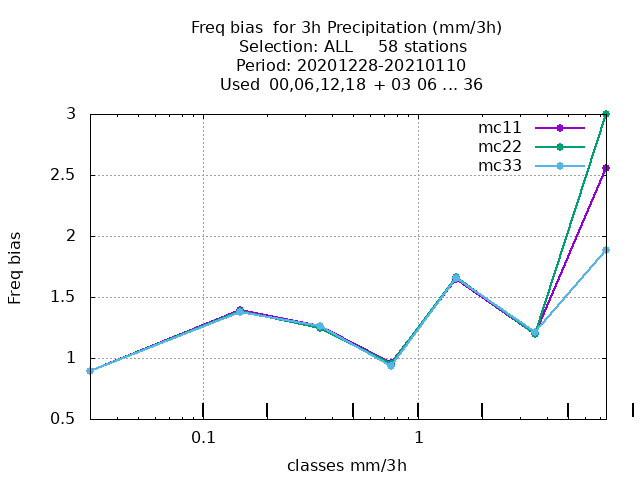 Freq bias  for 3h Precipitation (mm/3h)
Selection: ALL     58 stations
Period: 20201228-20210110
Used  00,06,12,18  + 03 06 ... 36
mc11
mc22
mc33
3
2.5
2
1.5
1
0.5
Freq bias
0.1
1
classes mm/3h